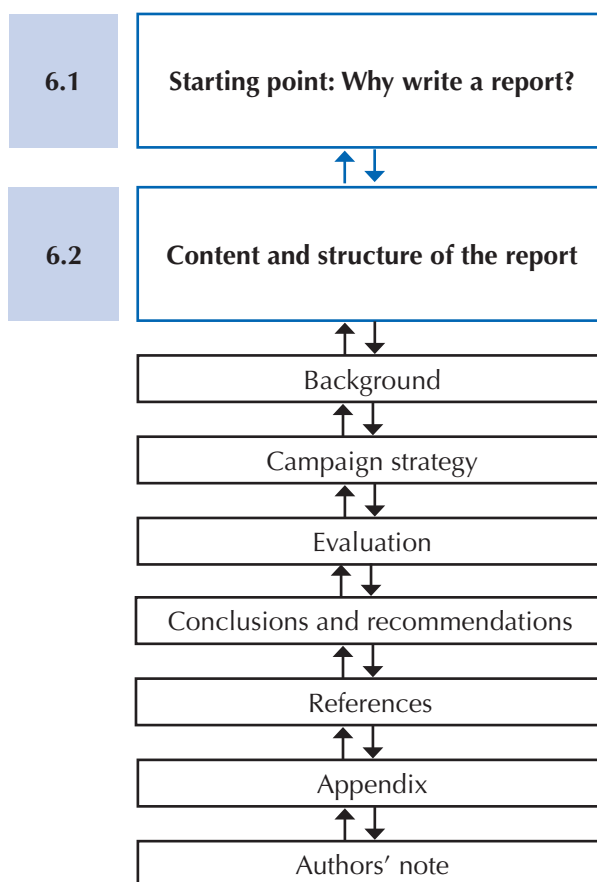 6.1
Starting point: Why write a report?
6.2
Content and structure of the report
Background
Campaign strategy
Evaluation
Conclusions and recommendations
References
Appendix
Authors’ note